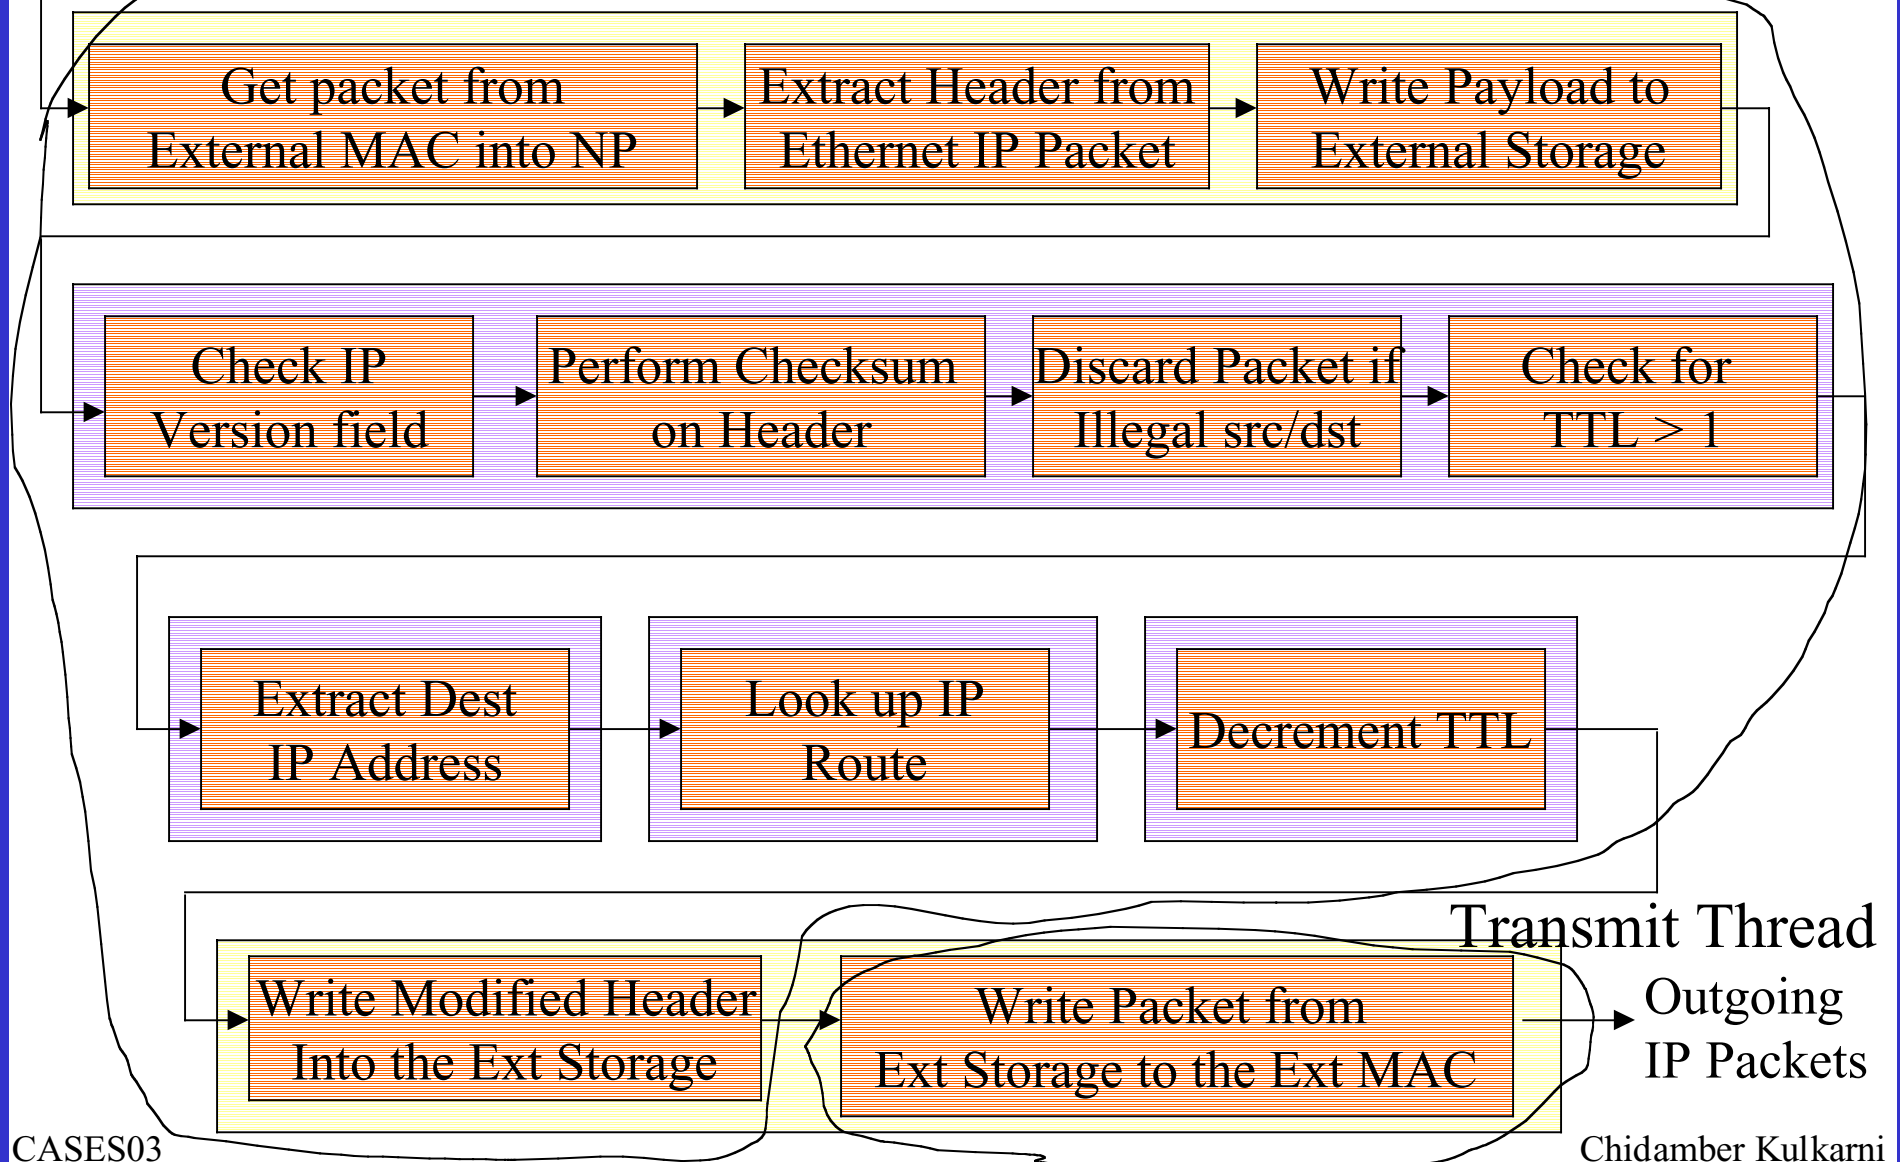 Get packet from
External MAC into NP
Extract Header from
Ethernet IP Packet
Write Payload to
External Storage
Check IP
Version field
Perform Checksum
on Header
Discard Packet if
Illegal src/dst
Check for
TTL > 1
Extract Dest
IP Address
Look up IP
Route
Decrement TTL
Transmit Thread
Write Modified Header
Into the Ext Storage
Write Packet from
Ext Storage to the Ext MAC
Outgoing
IP Packets
CASES03
Chidamber Kulkarni